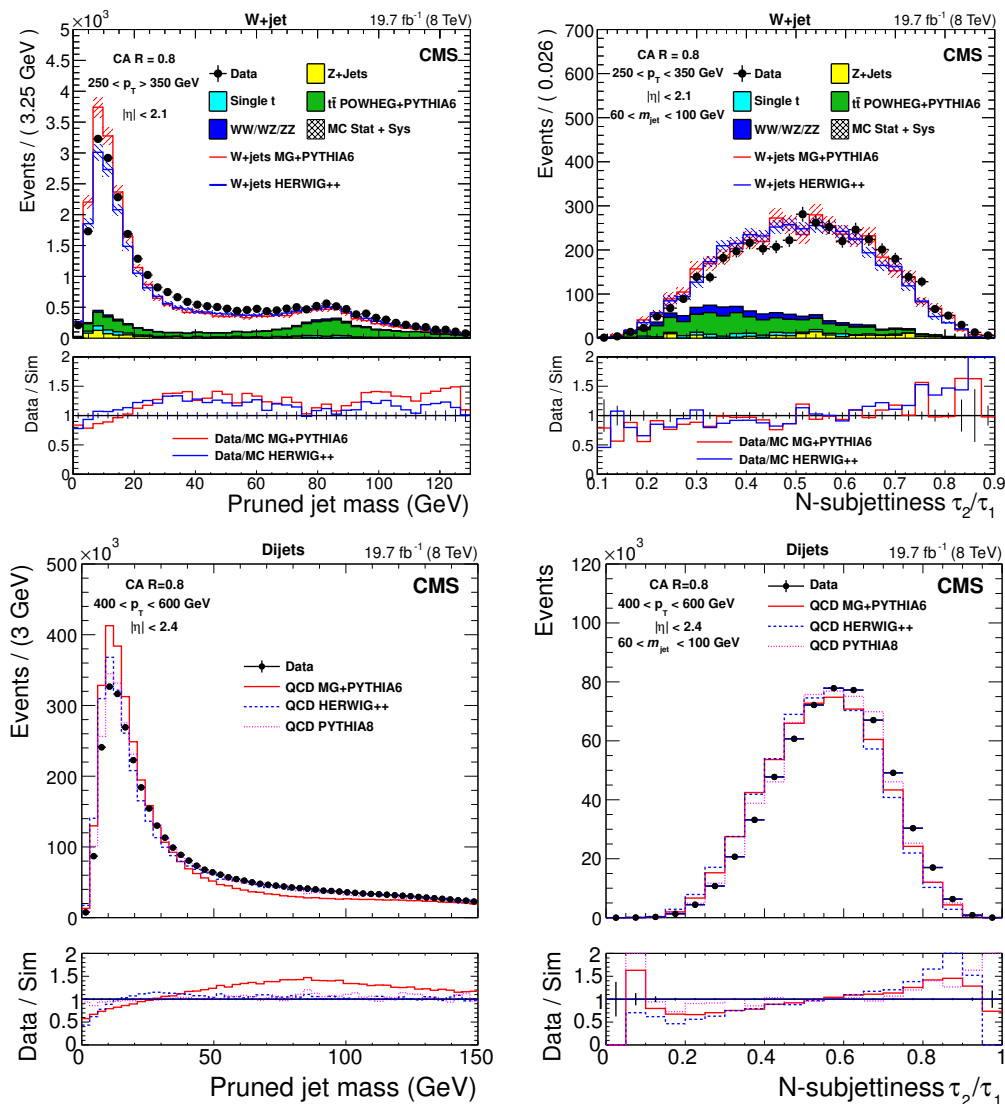 W+jet 19.7 fb⁻¹ (8 TeV)
×10³
CMS
CA R = 0.8
250 < p_T > 350 GeV
|η| < 2.1
Data
Z+Jets
Single t
tt̄ POWHEG+PYTHIA6
WW/WZ/ZZ
MC Stat + Sys
W+jets MG+PYTHIA6
W+jets HERWIG++
Events / ( 3.25 GeV)
5
4.5
4
3.5
3
2.5
2
1.5
1
0.5
0
Data / Sim
2
1.5
1
0.5
0
Data/MC MG+PYTHIA6
Data/MC HERWIG++
0 20 40 60 80 100 120
Pruned jet mass (GeV)
W+jet 19.7 fb⁻¹ (8 TeV)
CMS
CA R = 0.8
250 < p_T < 350 GeV
|η| < 2.1
60 < m_jet < 100 GeV
Data
Z+Jets
Single t
tt̄ POWHEG+PYTHIA6
WW/WZ/ZZ
MC Stat + Sys
W+jets MG+PYTHIA6
W+jets HERWIG++
Events / ( 0.026)
700
600
500
400
300
200
100
0
Data / Sim
2
1.5
1
0.5
0
Data/MC MG+PYTHIA6
Data/MC HERWIG++
0.1 0.2 0.3 0.4 0.5 0.6 0.7 0.8 0.9
N-subjettiness τ₂/τ₁
Dijets 19.7 fb⁻¹ (8 TeV)
×10³
CMS
CA R=0.8
400 < p_T < 600 GeV
|η| < 2.4
Data
QCD MG+PYTHIA6
QCD HERWIG++
QCD PYTHIA8
Events / (3 GeV)
500
400
300
200
100
0
Data / Sim
2
1.5
1
0.5
0
0 50 100 150
Pruned jet mass (GeV)
Dijets 19.7 fb⁻¹ (8 TeV)
×10³
CMS
CA R=0.8
400 < p_T < 600 GeV
|η| < 2.4
60 < m_jet < 100 GeV
Data
QCD MG+PYTHIA6
QCD HERWIG++
QCD PYTHIA8
Events
120
100
80
60
40
20
0
Data / Sim
2
1.5
1
0.5
0
0 0.2 0.4 0.6 0.8 1
N-subjettiness τ₂/τ₁